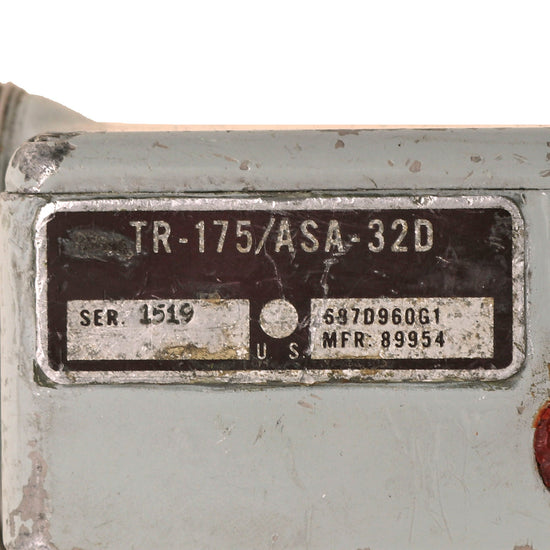 TR-175/ASA-32D
SER. 1519
687D960G1
MFR: 89954
U S